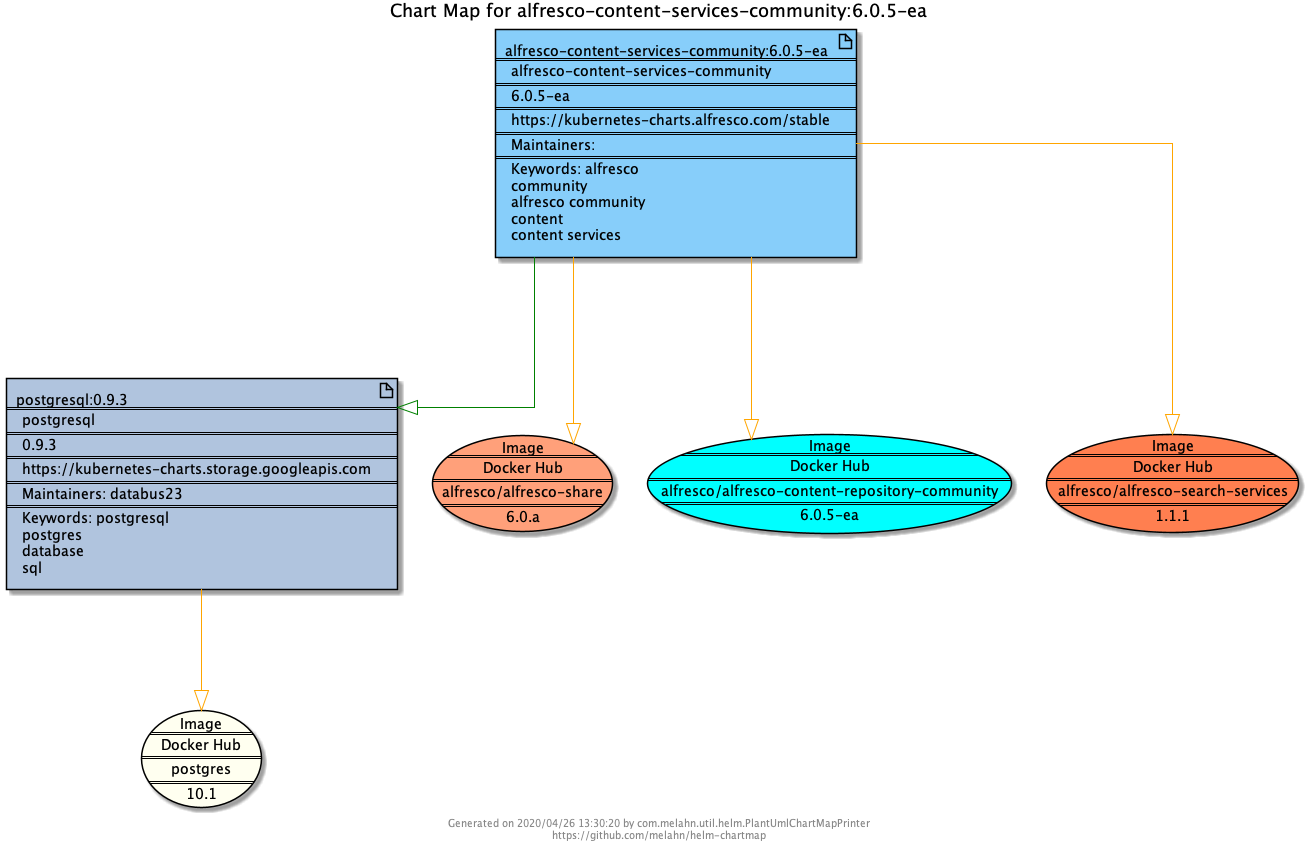 Chart Map for alfresco-content-services-community:6.0.5-ea
alfresco-content-services-community:6.0.5-ea
alfresco-content-services-community
6.0.5-ea
https://kubernetes-charts.alfresco.com/stable
Maintainers:
Keywords: alfresco
community
alfresco community
content
content services
postgresql:0.9.3
postgresql
0.9.3
https://kubernetes-charts.storage.googleapis.com
Maintainers: databus23
Keywords: postgresql
postgres
database
sql
Image
Docker Hub
alfresco/alfresco-share
6.0.a
Image
Docker Hub
alfresco/alfresco-content-repository-community
6.0.5-ea
Image
Docker Hub
alfresco/alfresco-search-services
1.1.1
Image
Docker Hub
postgres
10.1
Generated on 2020/04/26 13:30:20 by com.melahn.util.helm.PlantUmlChartMapPrinter
https://github.com/melahn/helm-chartmap